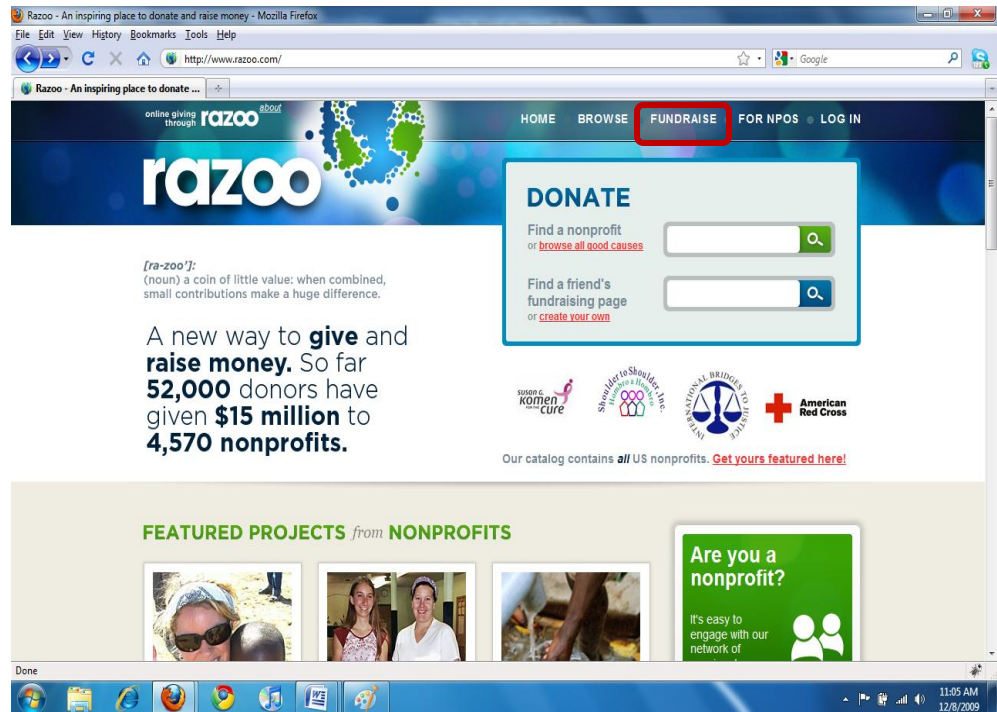 Razoo - An inspiring place to donate and raise money - Mozilla Firefox
File Edit View History Bookmarks Tools Help
http://www.razoo.com/
Google
Razoo - An inspiring place to donate ...
online giving through razoo about
HOME BROWSE FUNDRAISE FOR NPOS LOG IN
razoo
DONATE
Find a nonprofit
or browse all good causes
Find a friend's
fundraising page
or create your own
[ra-zoo']:
(noun) a coin of little value: when combined,
small contributions make a huge difference.
A new way to give and
raise money. So far
52,000 donors have
given $15 million to
4,570 nonprofits.
susan g.
komen
FOR THE cure
Shoulder to Shoulder, Inc.
Hombro a Hombro
INTERNATIONAL BRIDGES TO JUSTICE
American
Red Cross
Our catalog contains all US nonprofits. Get yours featured here!
FEATURED PROJECTS from NONPROFITS
Are you a
nonprofit?
It's easy to
engage with our
network of
Done
11:05 AM
12/8/2009